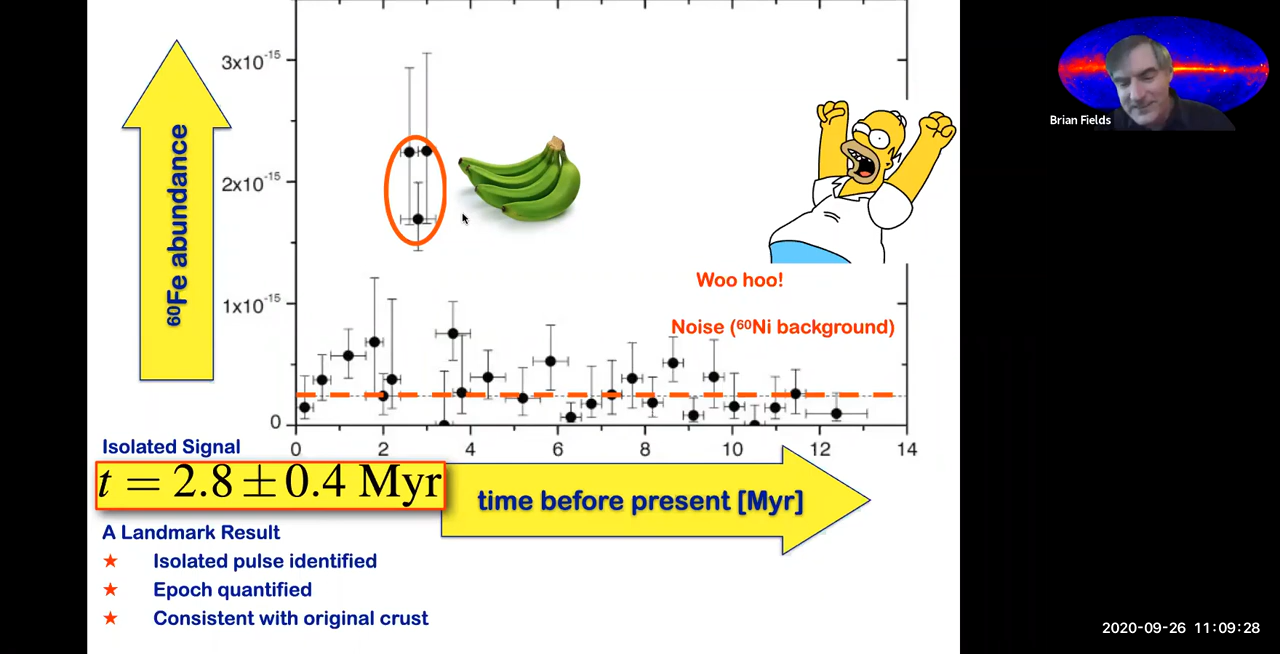 3x10-15
2x10-15
1x10-15
0
60Fe abundance
0 2 4 6 8 10 12 14
Woo hoo!
Noise (60Ni background)
Isolated Signal
t = 2.8 ± 0.4 Myr
time before present [Myr]
A Landmark Result
★ Isolated pulse identified
★ Epoch quantified
★ Consistent with original crust
Brian Fields
2020-09-26 11:09:28